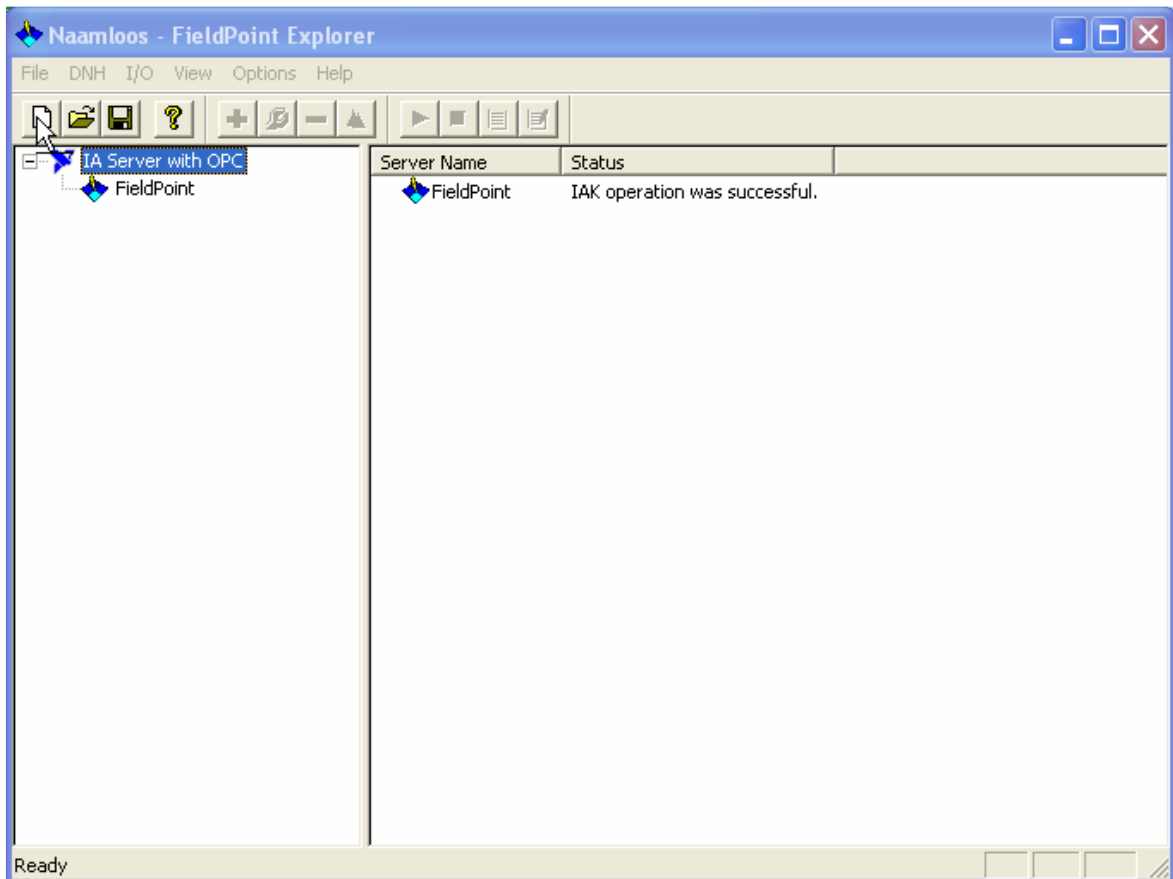 Naamloos - FieldPoint Explorer
File DNH I/O View Options Help
IA Server with OPC
FieldPoint
Server Name Status
FieldPoint IAK operation was successful.
Ready